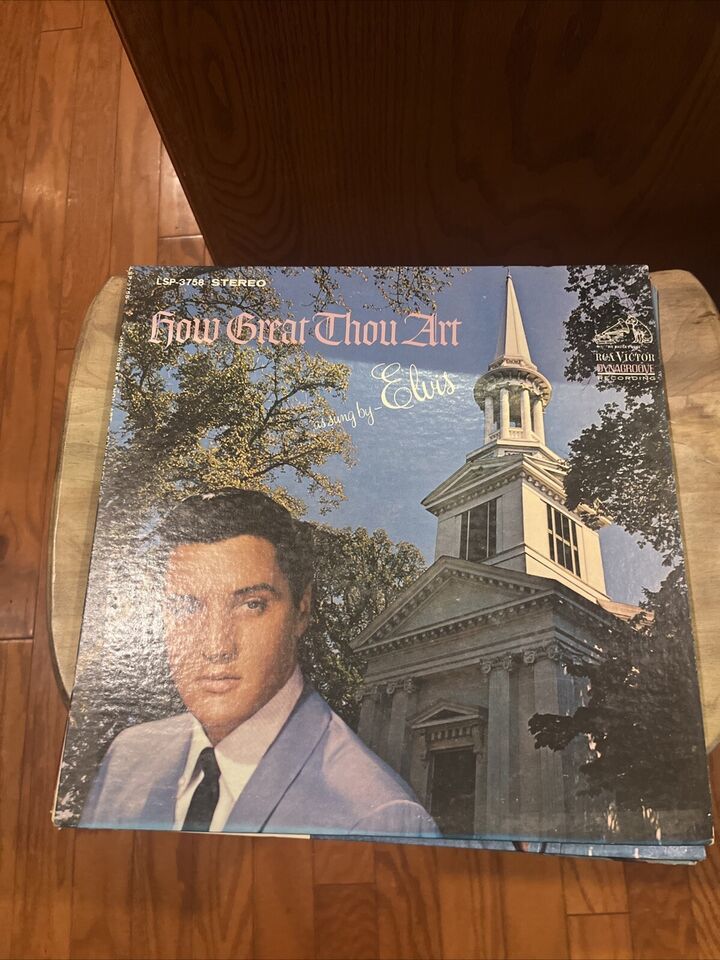 LSP-3758 STEREO
How Great Thou Art
as sung by-
Elvis
RCA VICTOR
DYNAGROOVE
RECORDING